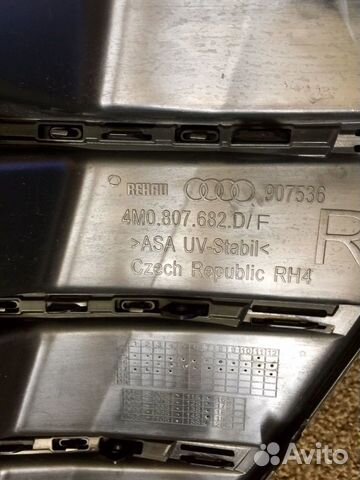 REHAU 907536
4M0.807.682.D/F
>ASA UV-Stabil<
R
Czech Republic RH4
Avito